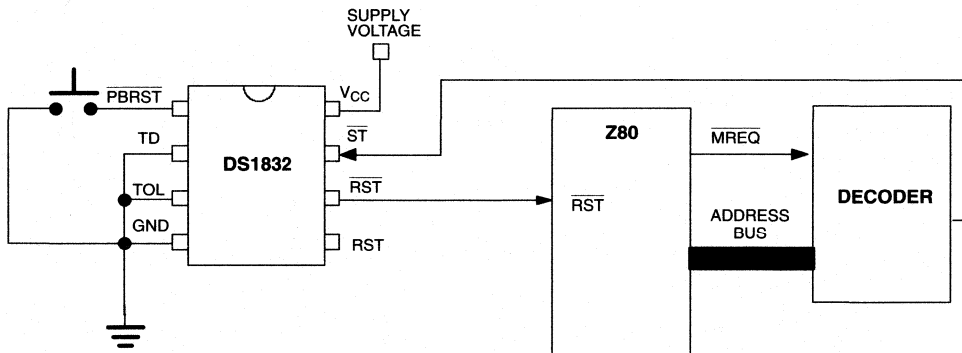 SUPPLY
VOLTAGE
PBRST
VCC
TD
ST
DS1832
TOL
RST
GND
RST
Z80
MREQ
RST
DECODER
ADDRESS
BUS